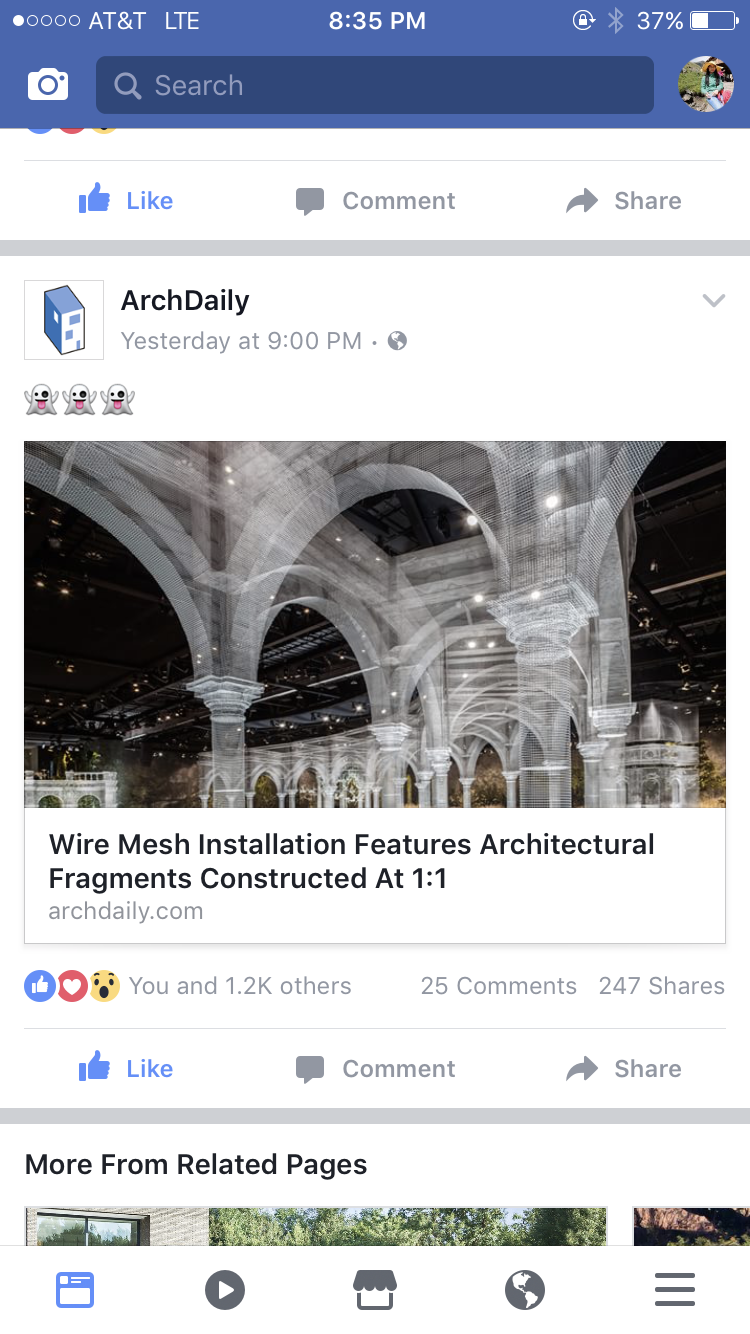 AT&T LTE 8:35 PM 37%
Search
Like Comment Share
ArchDaily
Yesterday at 9:00 PM ·
👻👻👻
Wire Mesh Installation Features Architectural
Fragments Constructed At 1:1
archdaily.com
You and 1.2K others 25 Comments 247 Shares
Like Comment Share
More From Related Pages